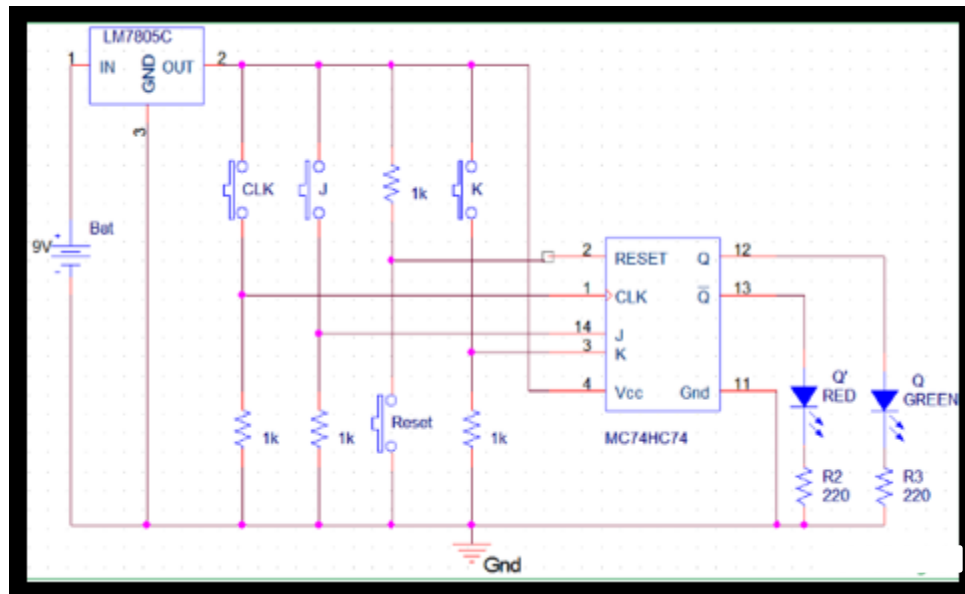 LM7805C
1 IN GND OUT 2
3
CLK
J
1k
K
Bat
9V
+
-
2 RESET Q 12
1 CLK Q̅ 13
14 J
3 K
4 Vcc Gnd 11
MC74HC74
Q'
RED
Q
GREEN
1k
1k
Reset
1k
R2
220
R3
220
Gnd